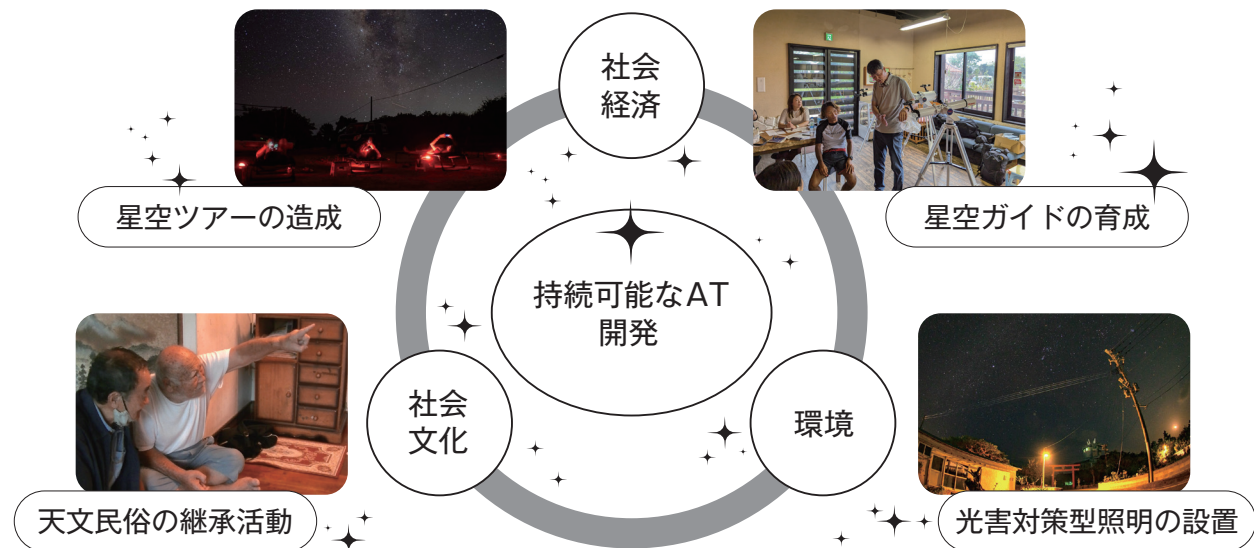 社会
経済
星空ツアーの造成
星空ガイドの育成
持続可能なAT
開発
社会
文化
環境
天文民俗の継承活動
光害対策型照明の設置